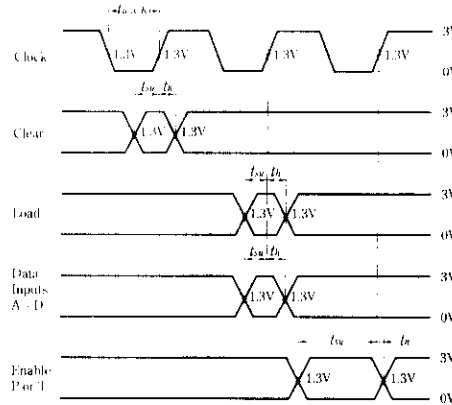 3V
Clock
1.3V 1.3V 1.3V 1.3V
0V
tsu th
3V
Clear
1.3V 1.3V
0V
tsu th
3V
Load
1.3V 1.3V
0V
tsu th
Data
3V
Inputs
1.3V 1.3V
A - D
0V
tsu th
Enable
3V
P or T
1.3V 1.3V
0V